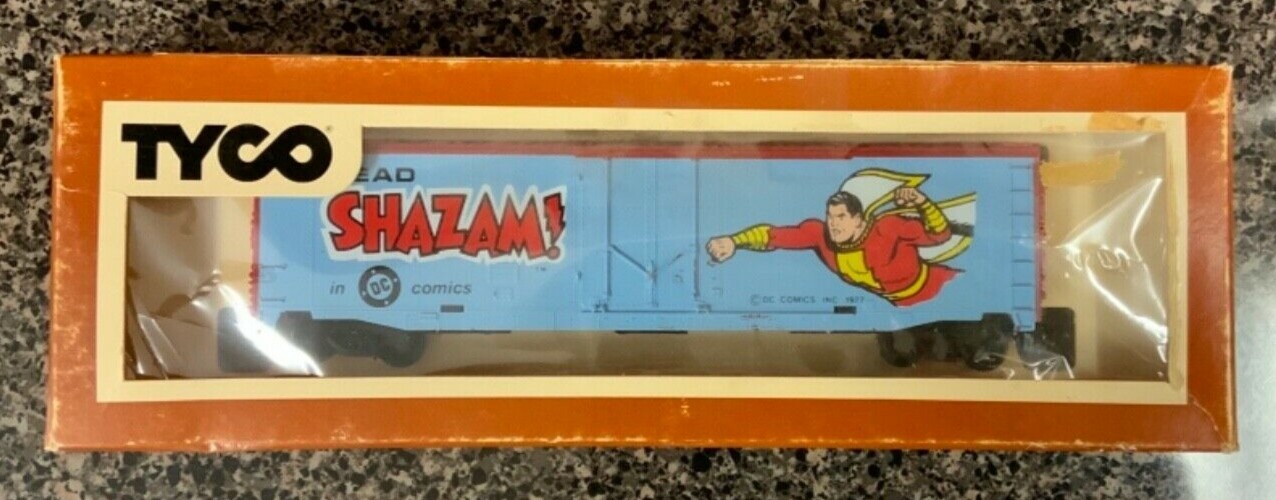 TYCO®
EAD
SHAZAM!
in DC comics
© DC COMICS INC 1977